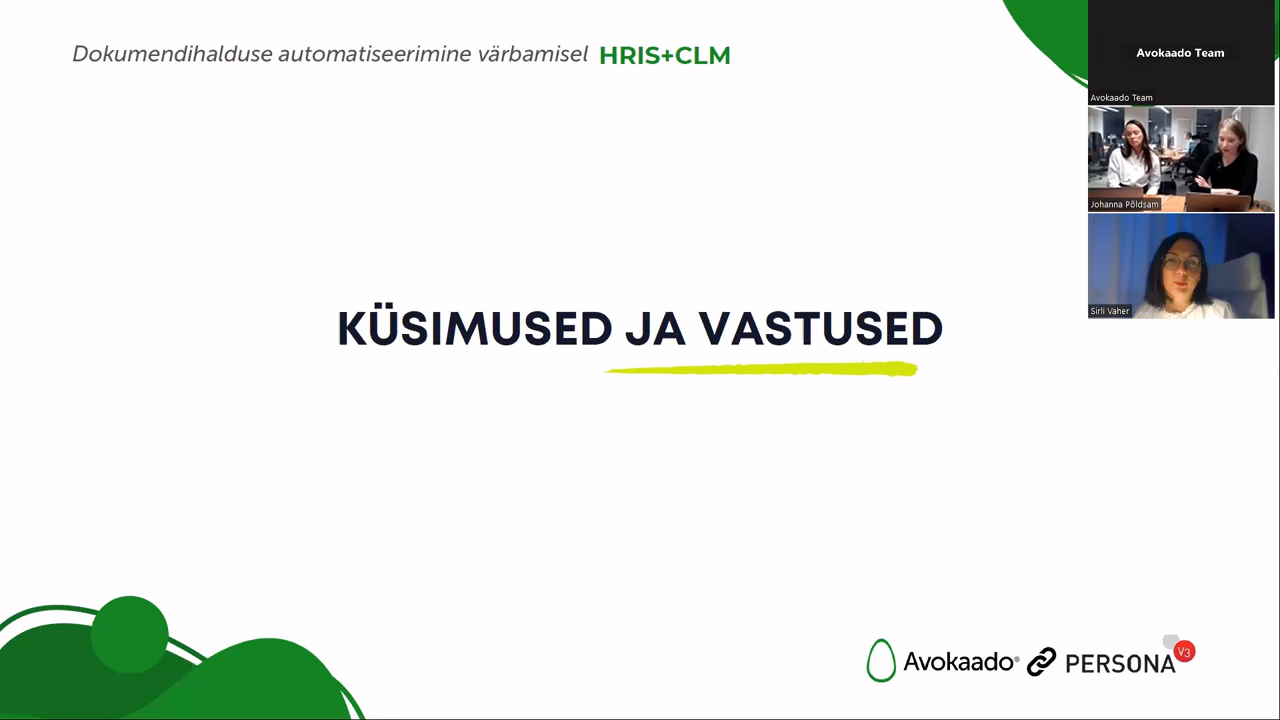 Dokumendihalduse automatiseerimine värbamisel HRIS+CLM
Avokaado Team
Avokaado Team
Johanna Põldsam
Sirli Vaher
KÜSIMUSED JA VASTUSED
Avokaado® PERSONA V3